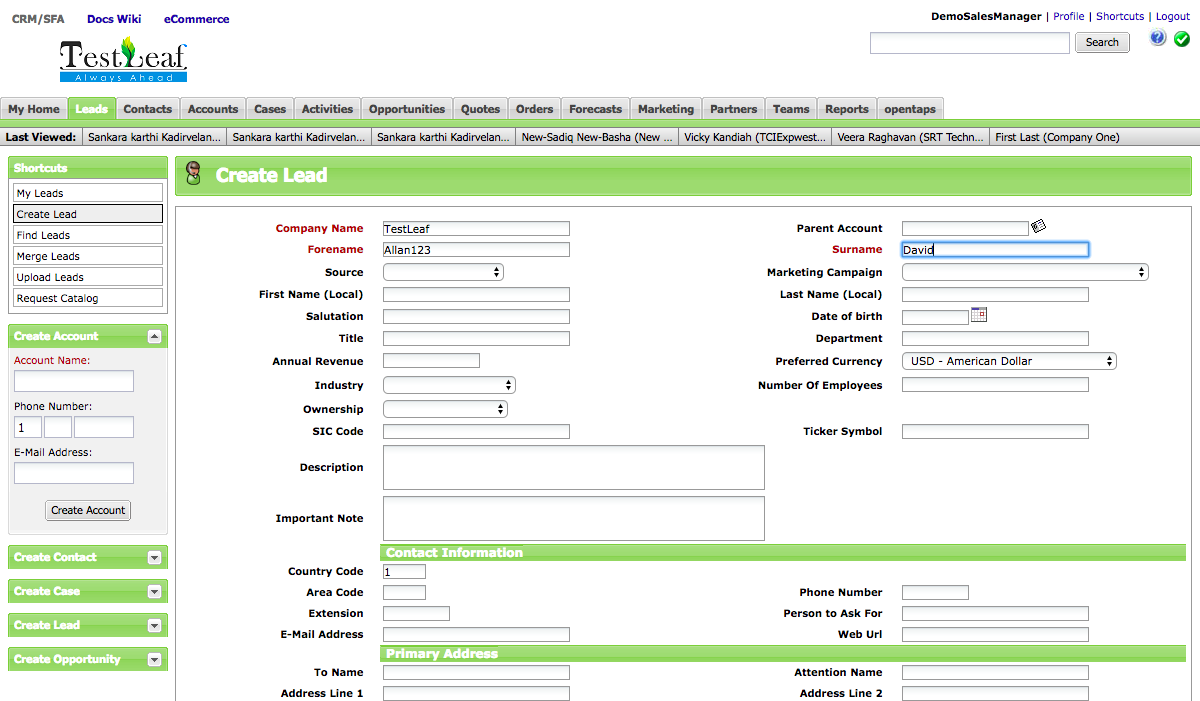 CRM/SFA Docs Wiki eCommerce
DemoSalesManager | Profile | Shortcuts | Logout
TestLeaf
Always Ahead
Search
?
My Home Leads Contacts Accounts Cases Activities Opportunities Quotes Orders Forecasts Marketing Partners Teams Reports opentaps
Last Viewed: Sankara karthi Kadirvelan... Sankara karthi Kadirvelan... Sankara karthi Kadirvelan... New-Sadiq New-Basha (New ... Vicky Kandiah (TCIExpwest... Veera Raghavan (SRT Techn... First Last (Company One)
Shortcuts
My Leads
Create Lead
Find Leads
Merge Leads
Upload Leads
Request Catalog
Create Account
Account Name:
Phone Number:
1
E-Mail Address:
Create Account
Create Contact
Create Case
Create Lead
Create Opportunity
Create Lead
Company Name TestLeaf Parent Account
Forename Allan123 Surname David
Source Marketing Campaign
First Name (Local) Last Name (Local)
Salutation Date of birth
Title Department
Annual Revenue Preferred Currency USD - American Dollar
Industry Number Of Employees
Ownership
SIC Code Ticker Symbol
Description
Important Note
Contact Information
Country Code 1
Area Code Phone Number
Extension Person to Ask For
E-Mail Address Web Url
Primary Address
To Name Attention Name
Address Line 1 Address Line 2